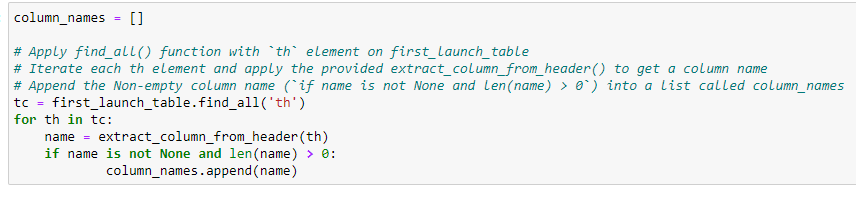 column_names = []
# Apply find_all() function with `th` element on first_launch_table
# Iterate each th element and apply the provided extract_column_from_header() to get a column name
# Append the Non-empty column name (`if name is not None and len(name) > 0`) into a list called column_names
tc = first_launch_table.find_all('th')
for th in tc:
    name = extract_column_from_header(th)
    if name is not None and len(name) > 0:
            column_names.append(name)